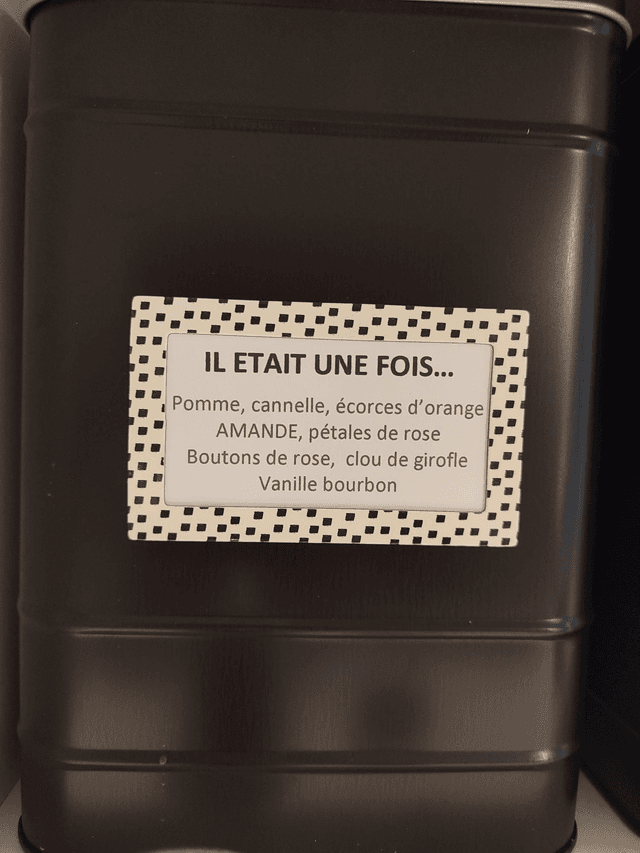 IL ETAIT UNE FOIS...
Pomme, cannelle, écorces d'orange
AMANDE, pétales de rose
Boutons de rose, clou de girofle
Vanille bourbon